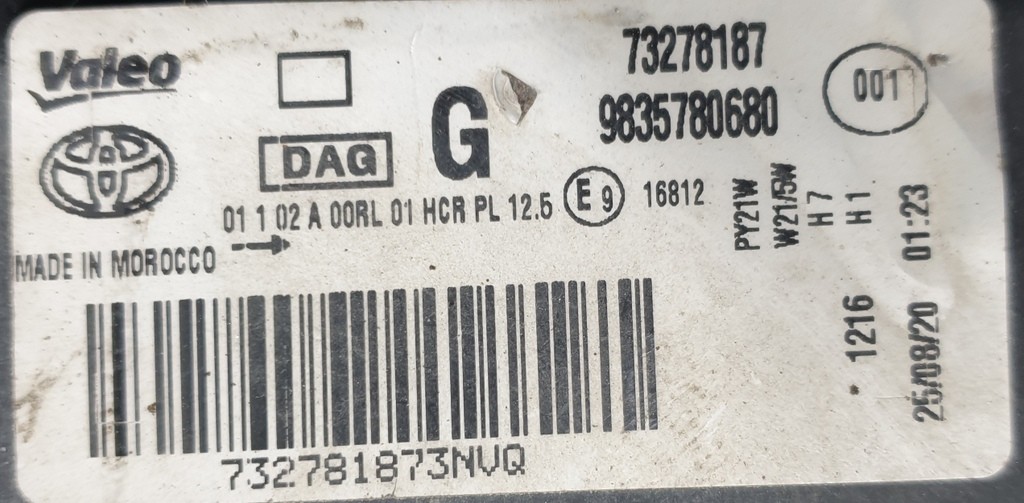 Valeo
73278187
001
G
9835780680
DAG
01 1 02 A 00RL 01 HCR PL 12.5 E9 16812
MADE IN MOROCCO
PY21W
W21/5W
H7
H1
* 1216
25/08/20 01:23
732781873NVQ